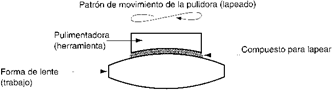 Patrón de movimiento de la pulidora (lapeado)
Pulimentadora
(herramienta)
Compuesto para lapear
Forma de lente
(trabajo)